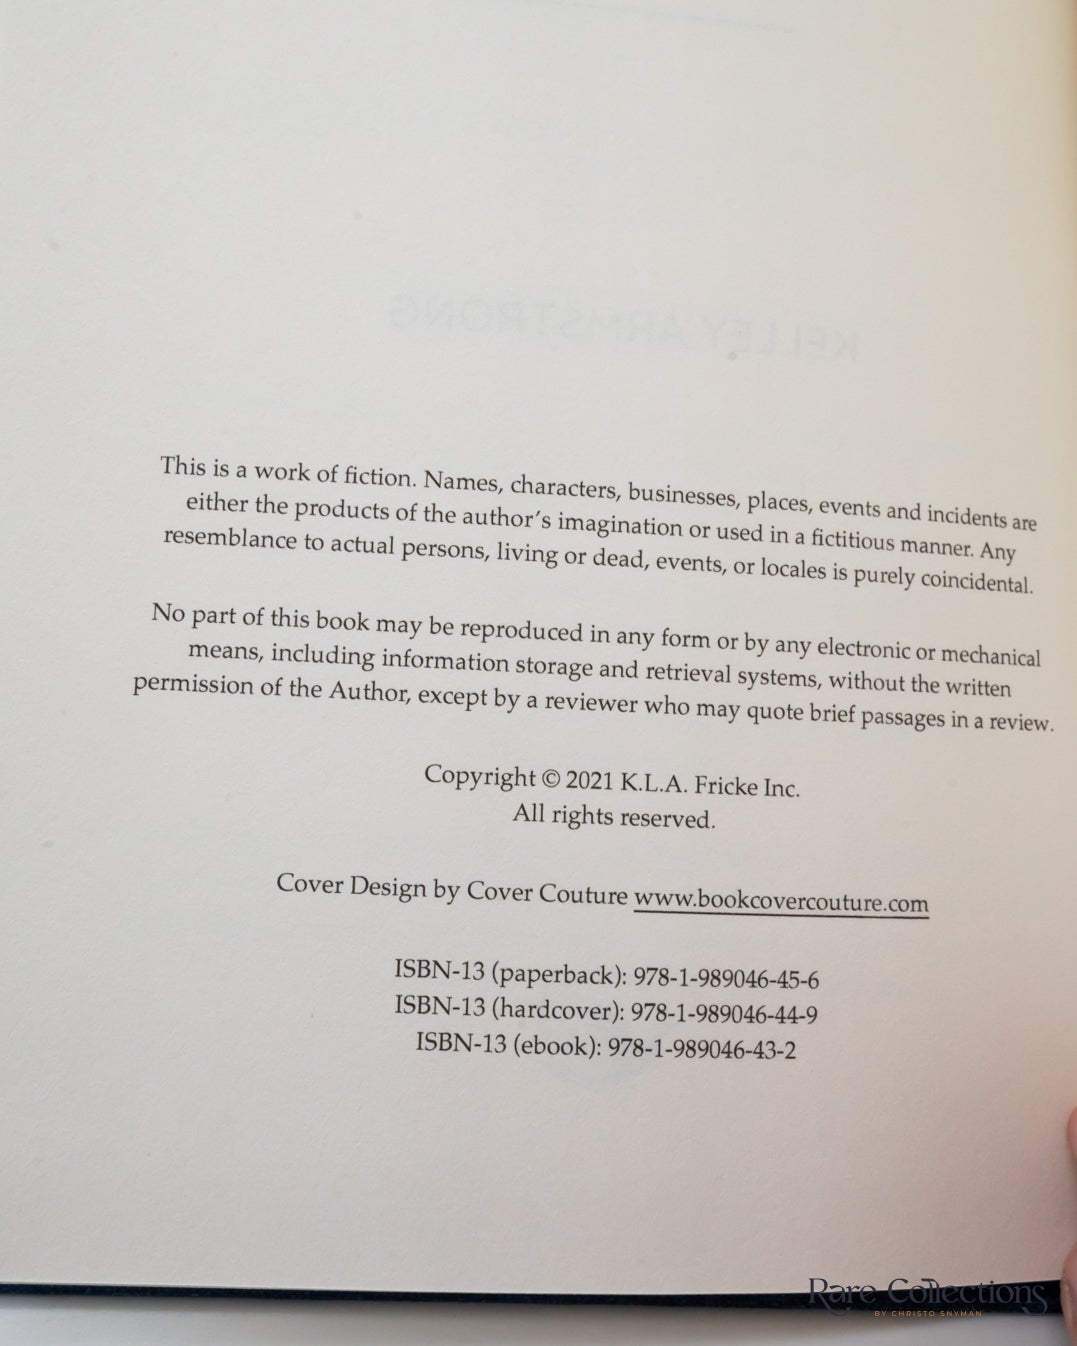 KELLEY ARMSTRONG
This is a work of fiction. Names, characters, businesses, places, events and incidents are
either the products of the author's imagination or used in a fictitious manner. Any
resemblance to actual persons, living or dead, events, or locales is purely coincidental.
No part of this book may be reproduced in any form or by any electronic or mechanical
means, including information storage and retrieval systems, without the written
permission of the Author, except by a reviewer who may quote brief passages in a review.
Copyright © 2021 K.L.A. Fricke Inc.
All rights reserved.
Cover Design by Cover Couture www.bookcovercouture.com
ISBN-13 (paperback): 978-1-989046-45-6
ISBN-13 (hardcover): 978-1-989046-44-9
ISBN-13 (ebook): 978-1-989046-43-2
Rare Collections
BY CHRISTO SNYMAN